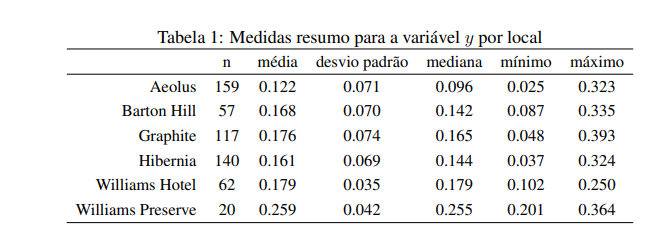 Tabela 1: Medidas resumo para a variável y por local
n média desvio padrão mediana mínimo máximo
Aeolus 159 0.122 0.071 0.096 0.025 0.323
Barton Hill 57 0.168 0.070 0.142 0.087 0.335
Graphite 117 0.176 0.074 0.165 0.048 0.393
Hibernia 140 0.161 0.069 0.144 0.037 0.324
Williams Hotel 62 0.179 0.035 0.179 0.102 0.250
Williams Preserve 20 0.259 0.042 0.255 0.201 0.364